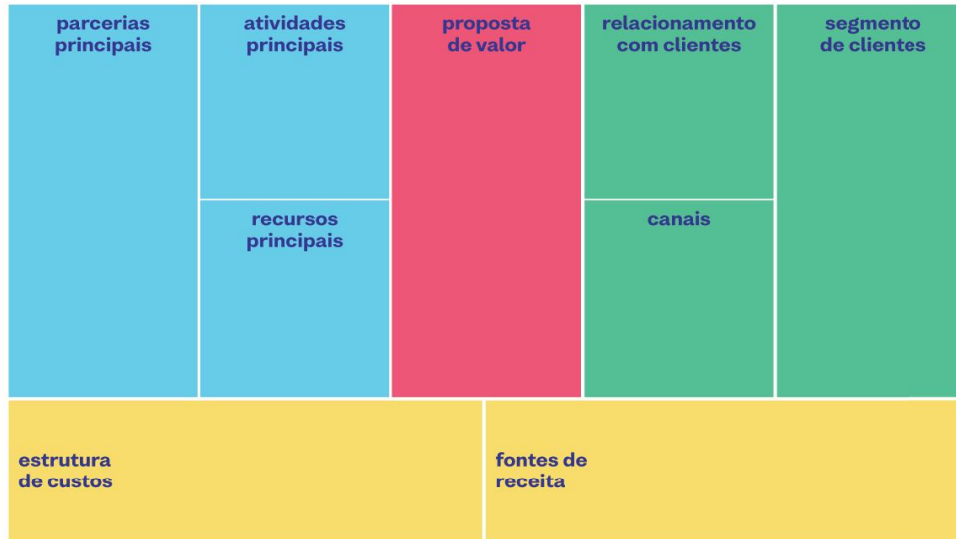 parcerias
principais
atividades
principais
proposta
de valor
relacionamento
com clientes
segmento
de clientes
recursos
principais
canais
estrutura
de custos
fontes de
receita